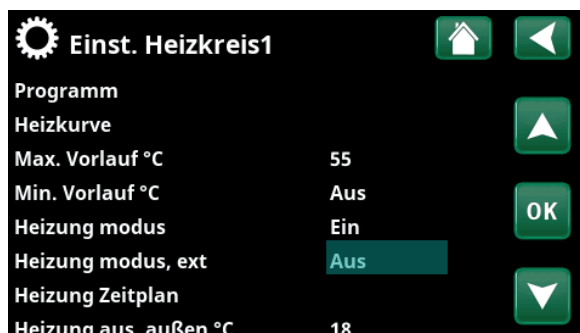 Einst. Heizkreis1
Programm
Heizkurve
Max. Vorlauf °C 55
Min. Vorlauf °C Aus
Heizung modus Ein
OK
Heizung modus, ext Aus
Heizung Zeitplan
Heizung aus, außen °C 18